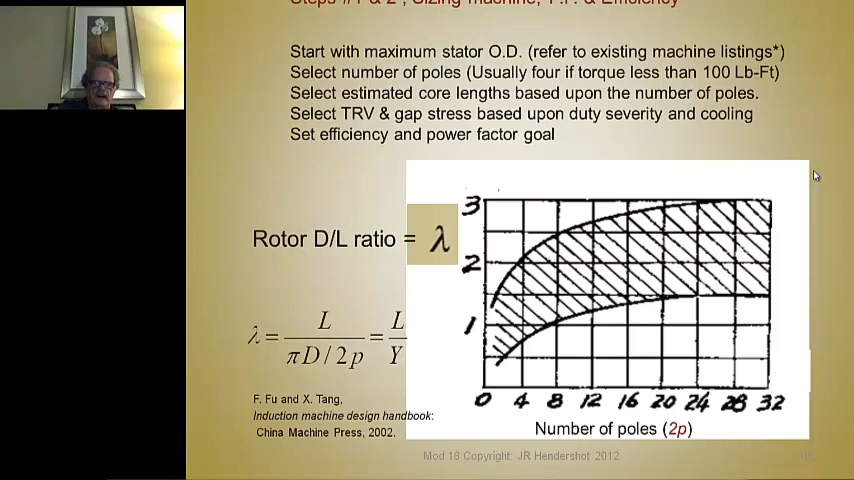 Steps #1 & 2 , Sizing machine, P.F. & Efficiency
Start with maximum stator O.D. (refer to existing machine listings*)
Select number of poles (Usually four if torque less than 100 Lb-Ft)
Select estimated core lengths based upon the number of poles.
Select TRV & gap stress based upon duty severity and cooling
Set efficiency and power factor goal
Rotor D/L ratio = λ
3
2
1
0 4 8 12 16 20 24 28 32
Number of poles (2p)
λ = L / (πD/2p) = L / Y
F. Fu and X. Tang,
Induction machine design handbook:
China Machine Press, 2002.
Mod 18 Copyright: JR Hendershot 2012